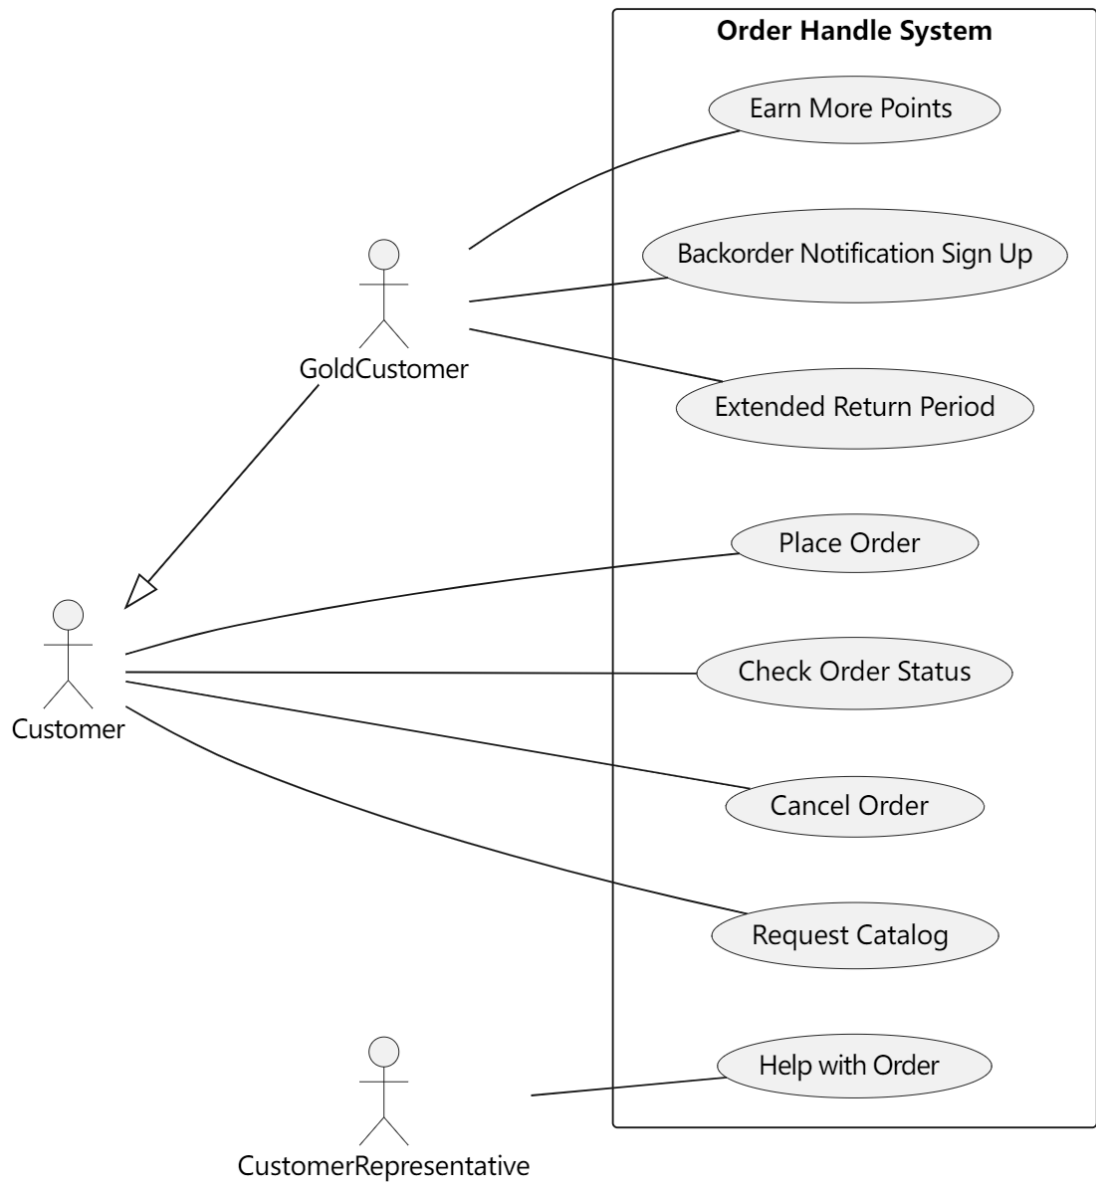 Order Handle System
Earn More Points
Backorder Notification Sign Up
GoldCustomer
Extended Return Period
Place Order
Check Order Status
Customer
Cancel Order
Request Catalog
Help with Order
CustomerRepresentative